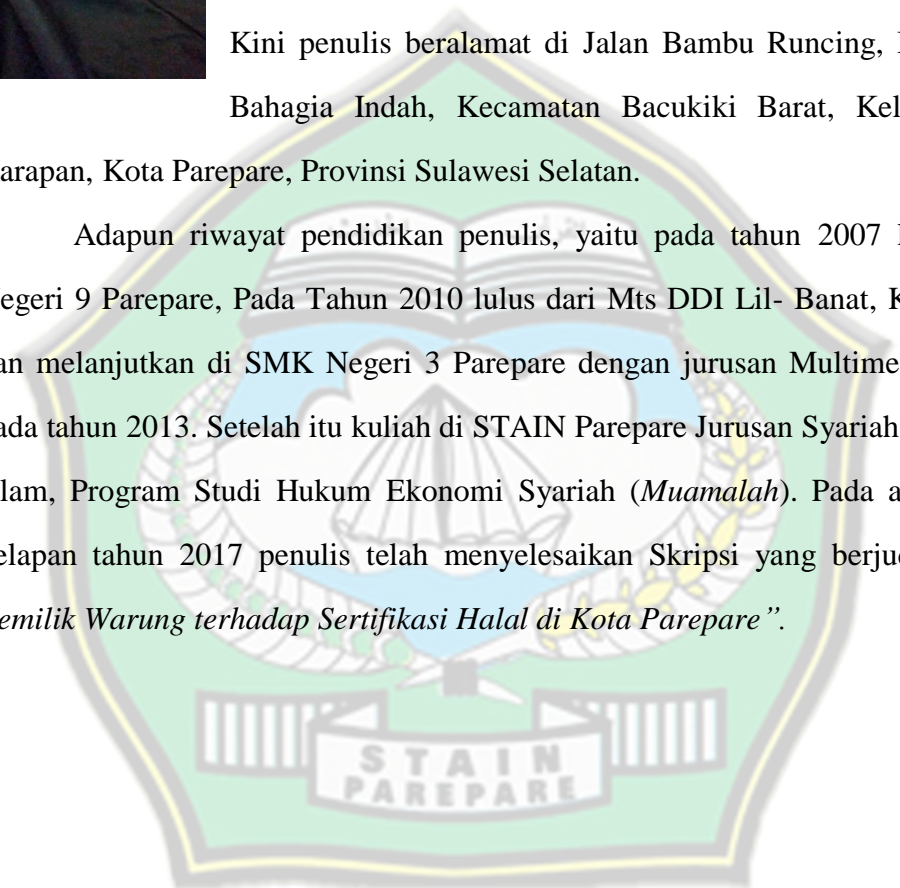 Kini penulis beralamat di Jalan Bambu Runcing,
Bahagia Indah, Kecamatan Bacukiki Barat, Kel
arapan, Kota Parepare, Provinsi Sulawesi Selatan.
Adapun riwayat pendidikan penulis, yaitu pada tahun 2007
egeri 9 Parepare, Pada Tahun 2010 lulus dari Mts DDI Lil- Banat, K
an melanjutkan di SMK Negeri 3 Parepare dengan jurusan Multime
ada tahun 2013. Setelah itu kuliah di STAIN Parepare Jurusan Syariah
lam, Program Studi Hukum Ekonomi Syariah (Muamalah). Pada a
elapan tahun 2017 penulis telah menyelesaikan Skripsi yang berju
emilik Warung terhadap Sertifikasi Halal di Kota Parepare”.
STAIN
PAREPARE